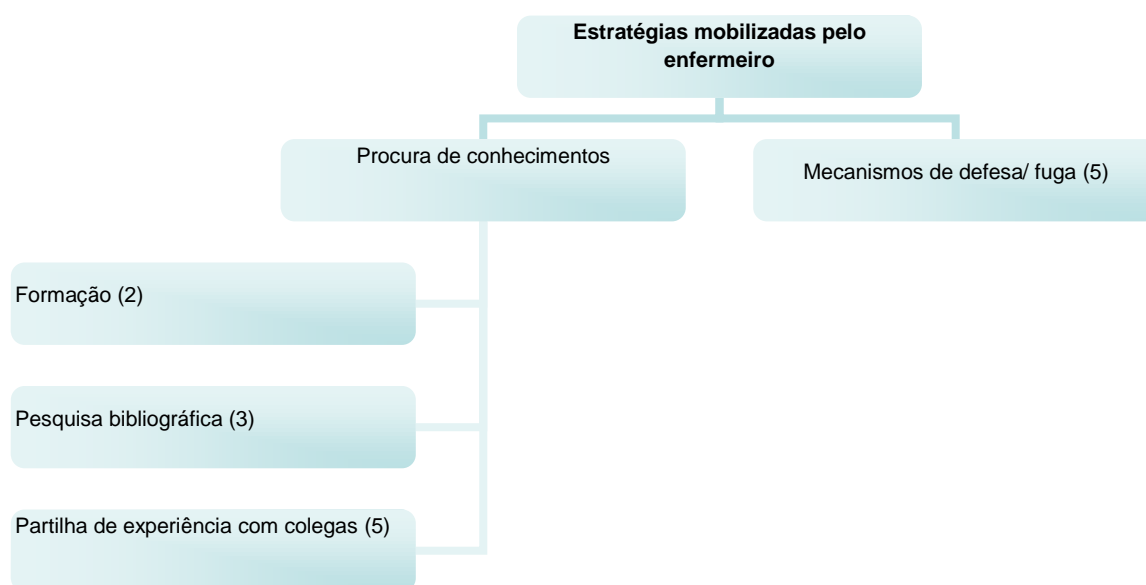 Estratégias mobilizadas pelo
enfermeiro
Procura de conhecimentos
Mecanismos de defesa/ fuga (5)
Formação (2)
Pesquisa bibliográfica (3)
Partilha de experiência com colegas (5)